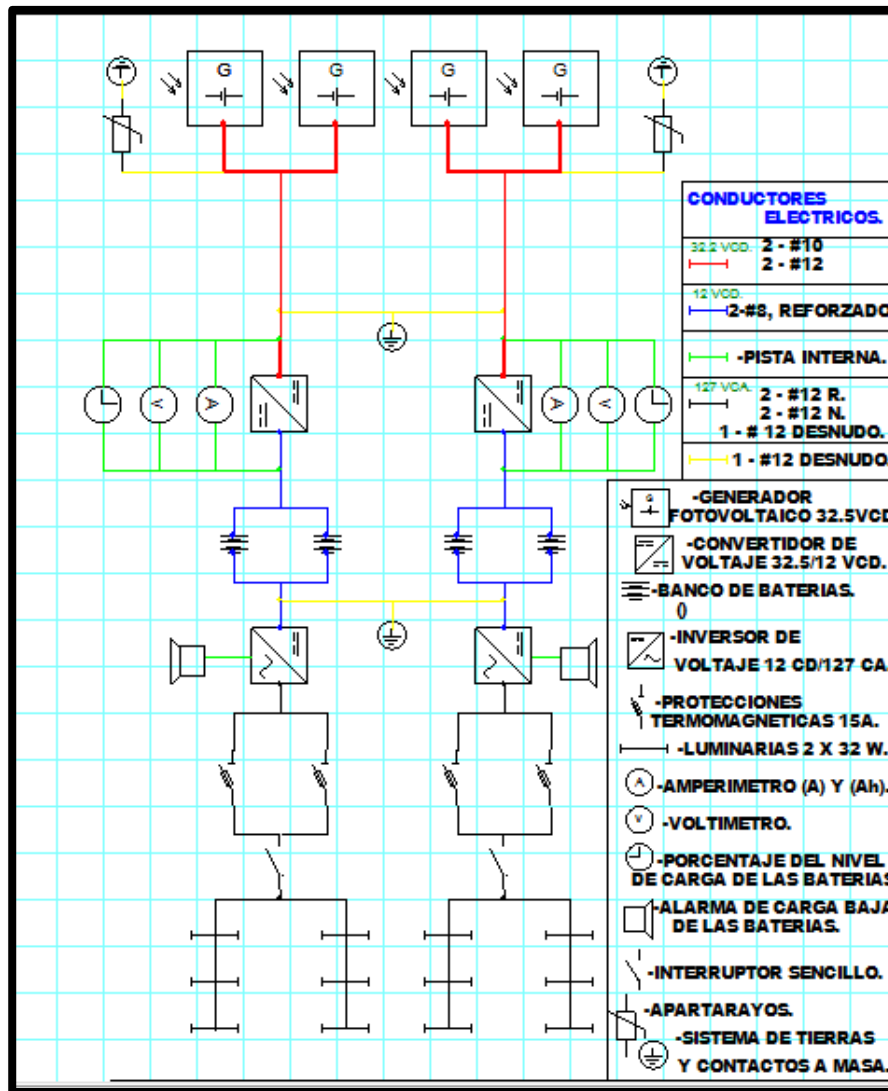 G G G G
CONDUCTORES
ELECTRICOS.
32.2 VCD. 2 - #10
2 - #12
12 VCD.
2-#8, REFORZADO
-PISTA INTERNA.
V A A V
127 VCA. 2 - #12 R.
2 - #12 N.
1 - # 12 DESNUDO.
1 - #12 DESNUDO.
G -GENERADOR
FOTOVOLTAICO 32.5VCD
-CONVERTIDOR DE
VOLTAJE 32.5/12 VCD.
-BANCO DE BATERIAS.
()
-INVERSOR DE
VOLTAJE 12 CD/127 CA.
-PROTECCIONES
TERMOMAGNETICAS 15A.
-LUMINARIAS 2 X 32 W.
A -AMPERIMETRO (A) Y (Ah).
V -VOLTIMETRO.
-PORCENTAJE DEL NIVEL
DE CARGA DE LAS BATERIAS
-ALARMA DE CARGA BAJA
DE LAS BATERIAS.
-INTERRUPTOR SENCILLO.
-APARTARAYOS.
-SISTEMA DE TIERRAS
Y CONTACTOS A MASA.